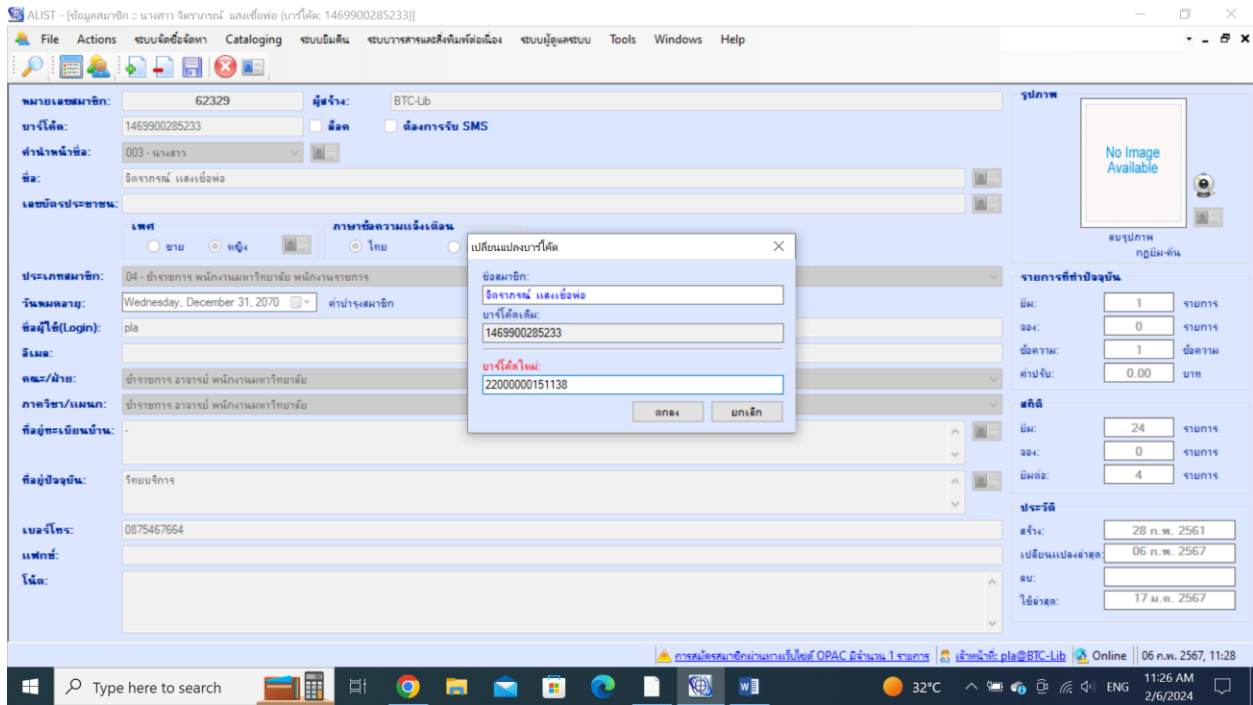 ALIST - [ข้อมูลสมาชิก :: นางสาว จิตราภรณ์ แสงเชื้อพ่อ (บาร์โค้ด: 1469900285233)]
File Actions ระบบจัดซื้อจัดหา Cataloging ระบบยืมคืน ระบบวารสารและสิ่งพิมพ์ต่อเนื่อง ระบบผู้ดูแลระบบ Tools Windows Help
หมายเลขสมาชิก: 62329 ผู้สร้าง: BTC-Lib
บาร์โค้ด: 1469900285233 ล็อค ต้องการรับ SMS
คำนำหน้าชื่อ: 003 - นางสาว
ชื่อ: จิตราภรณ์ แสงเชื้อพ่อ
เลขบัตรประชาชน:
เพศ ภาษาข้อความแจ้งเตือน
ชาย หญิง ไทย
ประเภทสมาชิก: 04 - ข้าราชการ พนักงานมหาวิทยาลัย พนักงานราชการ
วันหมดอายุ: Wednesday, December 31, 2070 ค่าบำรุงสมาชิก
ชื่อผู้ใช้(Login): pla
อีเมล:
คณะ/ฝ่าย: ข้าราชการ อาจารย์ พนักงานมหาวิทยาลัย
ภาควิชา/แผนก: ข้าราชการ อาจารย์ พนักงานมหาวิทยาลัย
ที่อยู่ทะเบียนบ้าน: -
ที่อยู่ปัจจุบัน: วิทยบริการ
เบอร์โทร: 0875467664
แฟกซ์:
โน้ต:
เปลี่ยนแปลงบาร์โค้ด
ชื่อสมาชิก:
จิตราภรณ์ แสงเชื้อพ่อ
บาร์โค้ดเดิม:
1469900285233
บาร์โค้ดใหม่:
22000000151138
ตกลง ยกเลิก
รูปภาพ
No Image
Available
ลบรูปภาพ
กฎยืม-คืน
รายการที่ทำปัจจุบัน
ยืม: 1 รายการ
จอง: 0 รายการ
ข้อความ: 1 ข้อความ
ค่าปรับ: 0.00 บาท
สถิติ
ยืม: 24 รายการ
จอง: 0 รายการ
ยืมต่อ: 4 รายการ
ประวัติ
สร้าง: 28 ก.พ. 2561
เปลี่ยนแปลงล่าสุด: 06 ก.พ. 2567
ลบ:
ใช้ล่าสุด: 17 ม.ค. 2567
การสมัครสมาชิกผ่านทางเว็บไซต์ OPAC มีจำนวน 1 รายการ เจ้าหน้าที่: pla@BTC-Lib Online 06 ก.พ. 2567, 11:28
Type here to search 32°C ENG 11:26 AM
2/6/2024